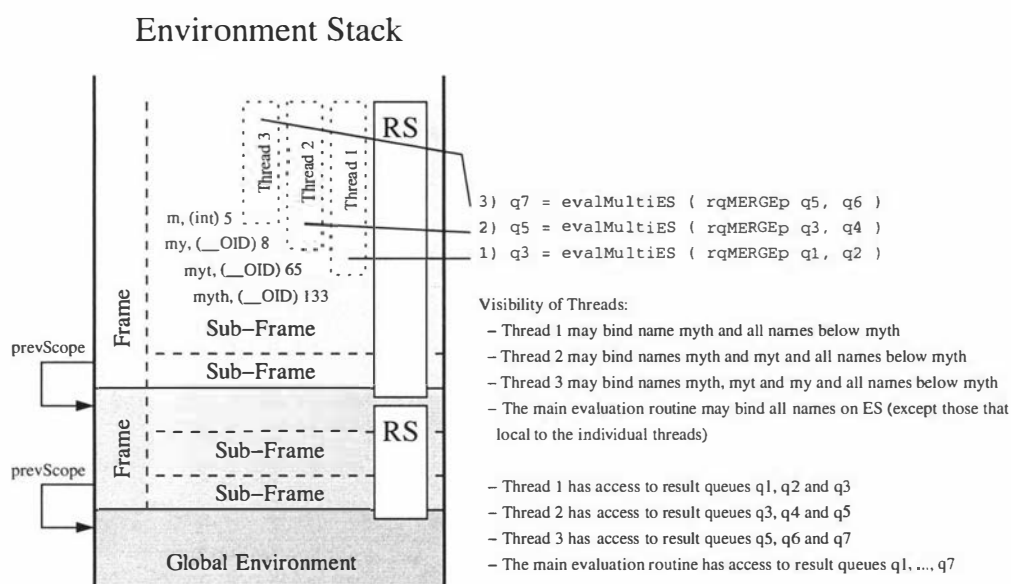 Environment Stack
RS
Thread 3
Thread 2
Thread 1
m, (int) 5
my, (__OID) 8
myt, (__OID) 65
myth, (__OID) 133
Frame
Sub-Frame
Sub-Frame
prevScope
RS
Frame
Sub-Frame
prevScope
Sub-Frame
Global Environment
3) q7 = evalMultiES ( rqMERGEp q5, q6 )
2) q5 = evalMultiES ( rqMERGEp q3, q4 )
1) q3 = evalMultiES ( rqMERGEp q1, q2 )
Visibility of Threads:
- Thread 1 may bind name myth and all names below myth
- Thread 2 may bind names myth and myt and all names below myth
- Thread 3 may bind names myth, myt and my and all names below myth
- The main evaluation routine may bind all names on ES (except those that
local to the individual threads)
- Thread 1 has access to result queues q1, q2 and q3
- Thread 2 has access to result queues q3, q4 and q5
- Thread 3 has access to result queues q5, q6 and q7
- The main evaluation routine has access to result queues q1, ..., q7